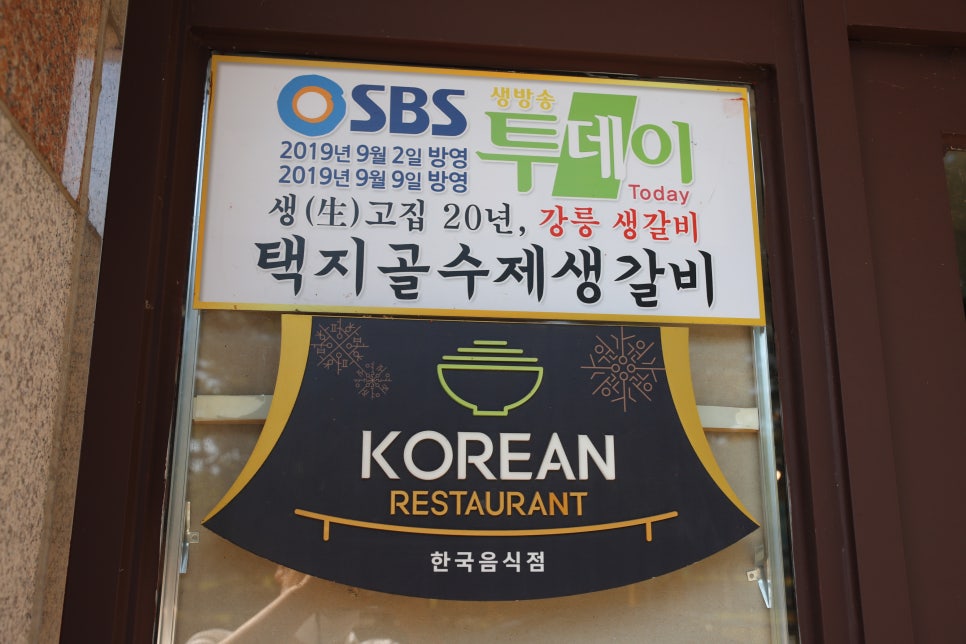 SBS 생방송 투데이 Today
2019년 9월 2일 방영
2019년 9월 9일 방영
생(生)고집 20년, 강릉 생갈비
택지골수제생갈비
KOREAN
RESTAURANT
한국음식점